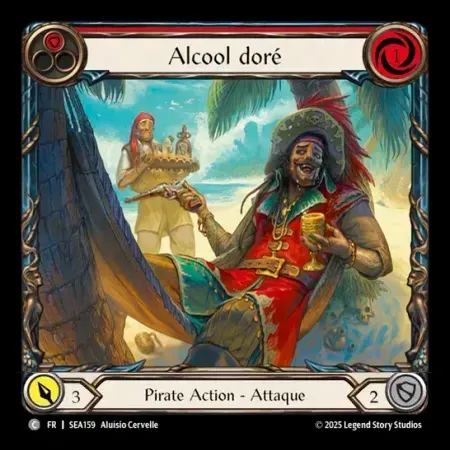 Alcool doré
1
3
Pirate Action - Attaque
2
C FR | SEA159 Aluisio Cervelle
© 2025 Legend Story Studios